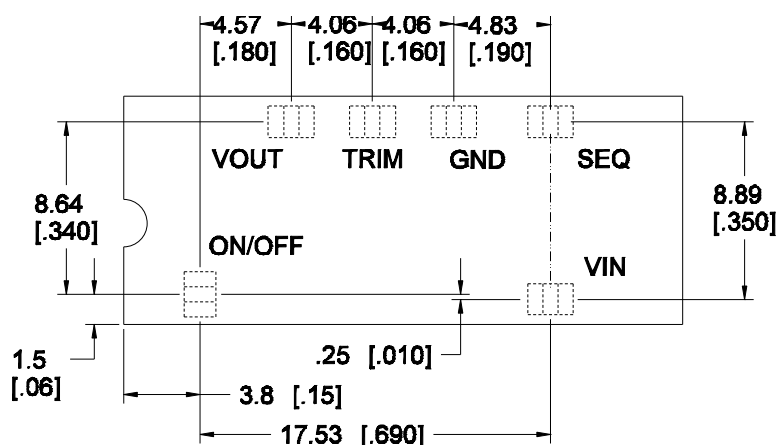 4.57 4.06 4.06 4.83
[.180] [.160] [.160] [.190]
VOUT TRIM GND SEQ
8.64
[.340]
8.89
[.350]
ON/OFF
VIN
1.5
[.06]
.25 [.010]
3.8 [.15]
17.53 [.690]